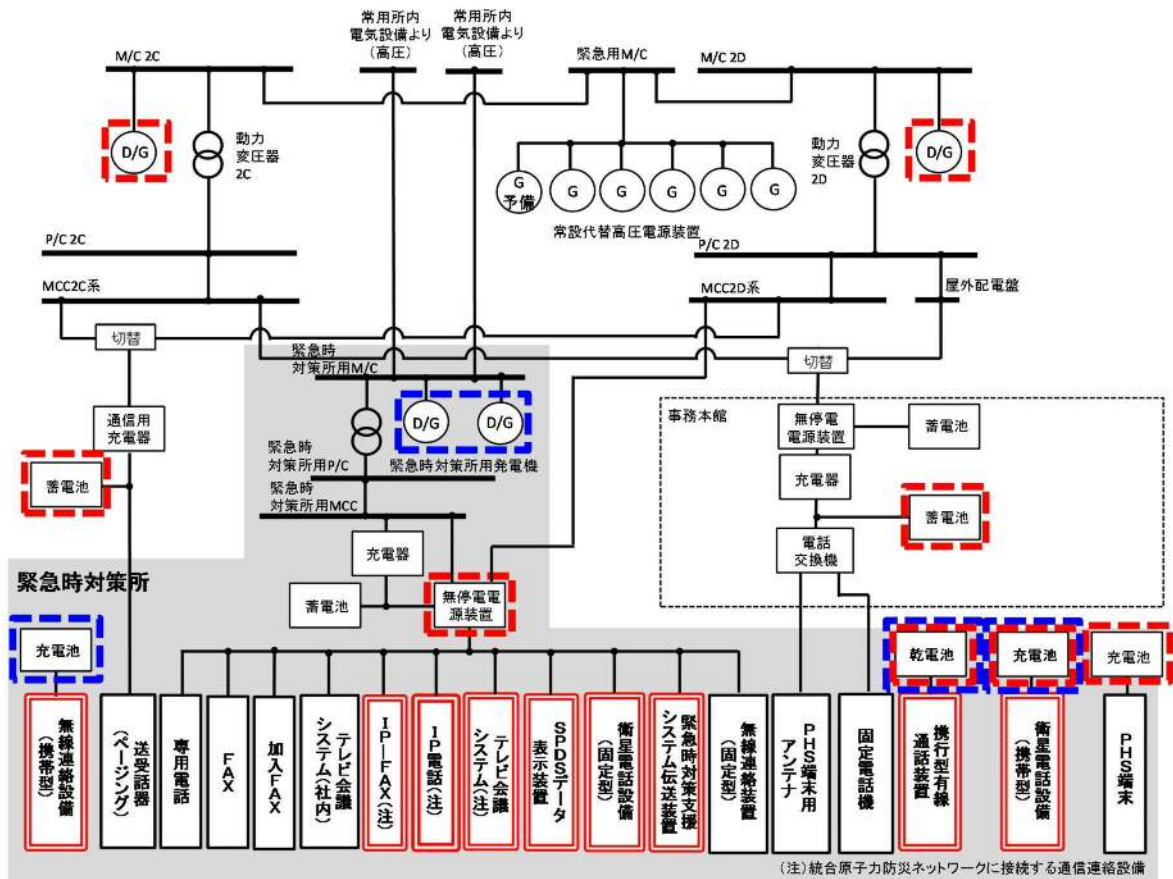 常用所内
電気設備より
(高圧)
常用所内
電気設備より
(高圧)
M/C 2C
緊急用M/C
M/C 2D
D/G
動力
変圧器
2C
動力
変圧器
2D
D/G
G
予備
G
G
G
G
G
常設代替高圧電源装置
P/C 2C
P/C 2D
MCC2C系
MCC2D系
屋外配電盤
切替
緊急時
対策所用M/C
切替
通信用
充電器
D/G
D/G
事務本館
無停電
電源装置
蓄電池
緊急時
対策所用P/C
緊急時対策所用発電機
充電器
蓄電池
緊急時
対策所用MCC
蓄電池
充電器
電話
交換機
緊急時対策所
蓄電池
無停電電
源装置
充電池
乾電池
充電池
充電池
無線連絡設備
(携帯型)
送受話器
(ページング)
専用電話
FAX
加入FAX
テレビ会議
システム(社内)
IP-FAX(注)
IP電話(注)
テレビ会議
システム(注)
SPDSデータ
表示装置
衛星電話設備
(固定型)
緊急時対策支援
システム伝送装置
無線連絡装置
(固定型)
PHS端末用
アンテナ
固定電話機
携行型有線
通話装置
衛星電話設備
(携帯型)
PHS端末
(注)統合原子力防災ネットワークに接続する通信連絡設備